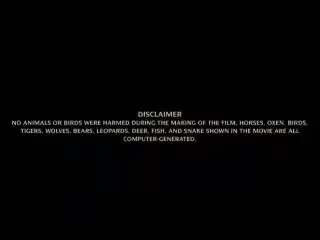 DISCLAIMER
NO ANIMALS OR BIRDS WERE HARMED DURING THE MAKING OF THE FILM, HORSES, OXEN, BIRDS,
TIGERS, WOLVES, BEARS, LEOPARDS, DEER, FISH, AND SNAKE SHOWN IN THE MOVIE ARE ALL
COMPUTER-GENERATED.